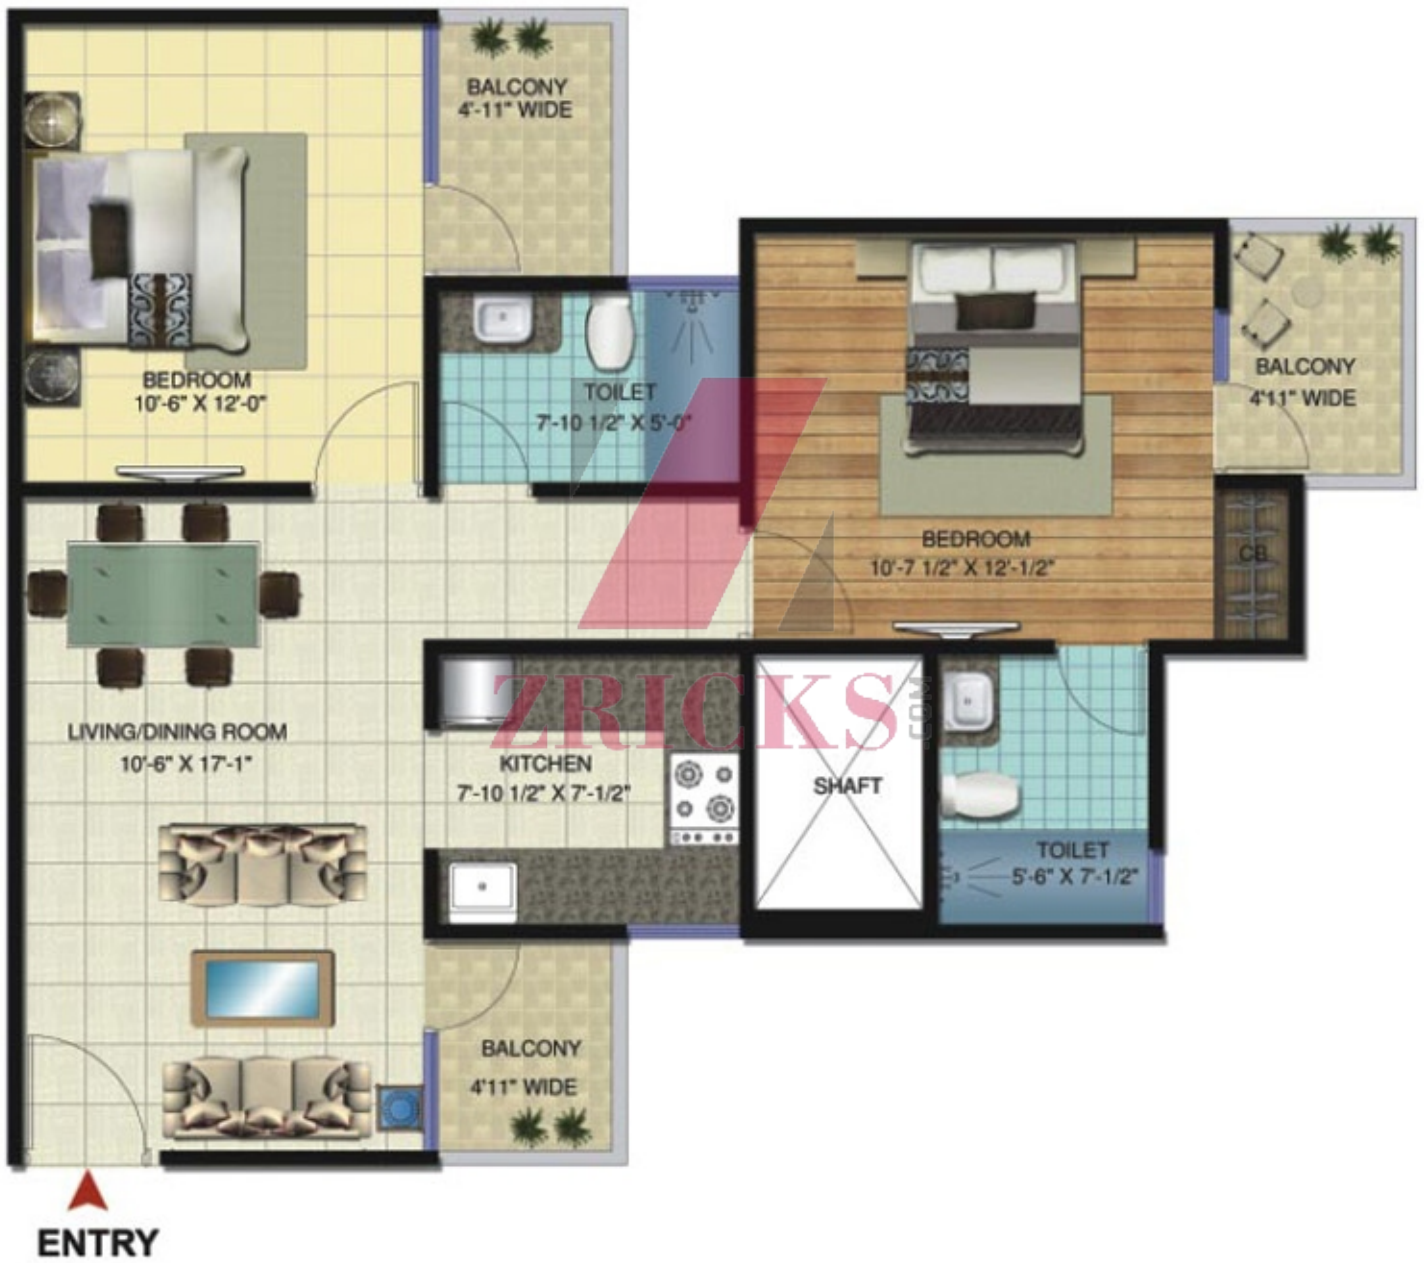 BALCONY
4'-11" WIDE
BEDROOM
10'-6" X 12'-0"
TOILET
7'-10 1/2" X 5'-0"
BALCONY
4'11" WIDE
BEDROOM
10'-7 1/2" X 12'-1/2"
CB
LIVING/DINING ROOM
10'-6" X 17'-1"
ZRICKS
.COM
KITCHEN
7'-10 1/2" X 7'-1/2"
SHAFT
TOILET
5'-6" X 7'-1/2"
BALCONY
4'11" WIDE
ENTRY